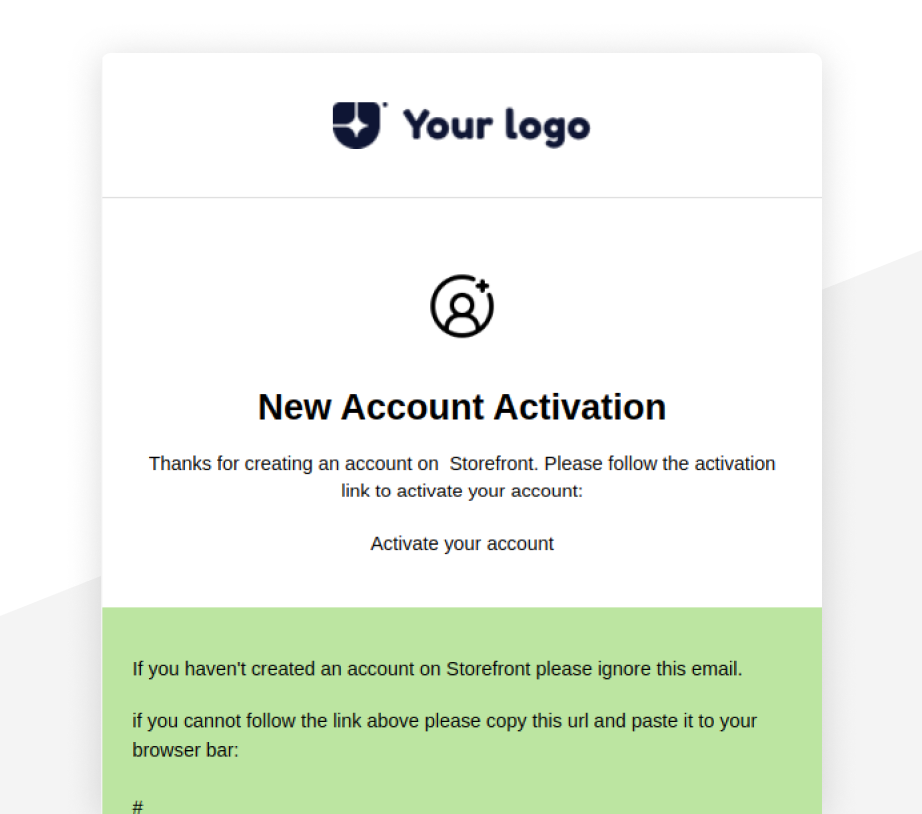 Your logo
New Account Activation
Thanks for creating an account on  Storefront. Please follow the activation
link to activate your account:
Activate your account
If you haven't created an account on Storefront please ignore this email.
if you cannot follow the link above please copy this url and paste it to your
browser bar:
#